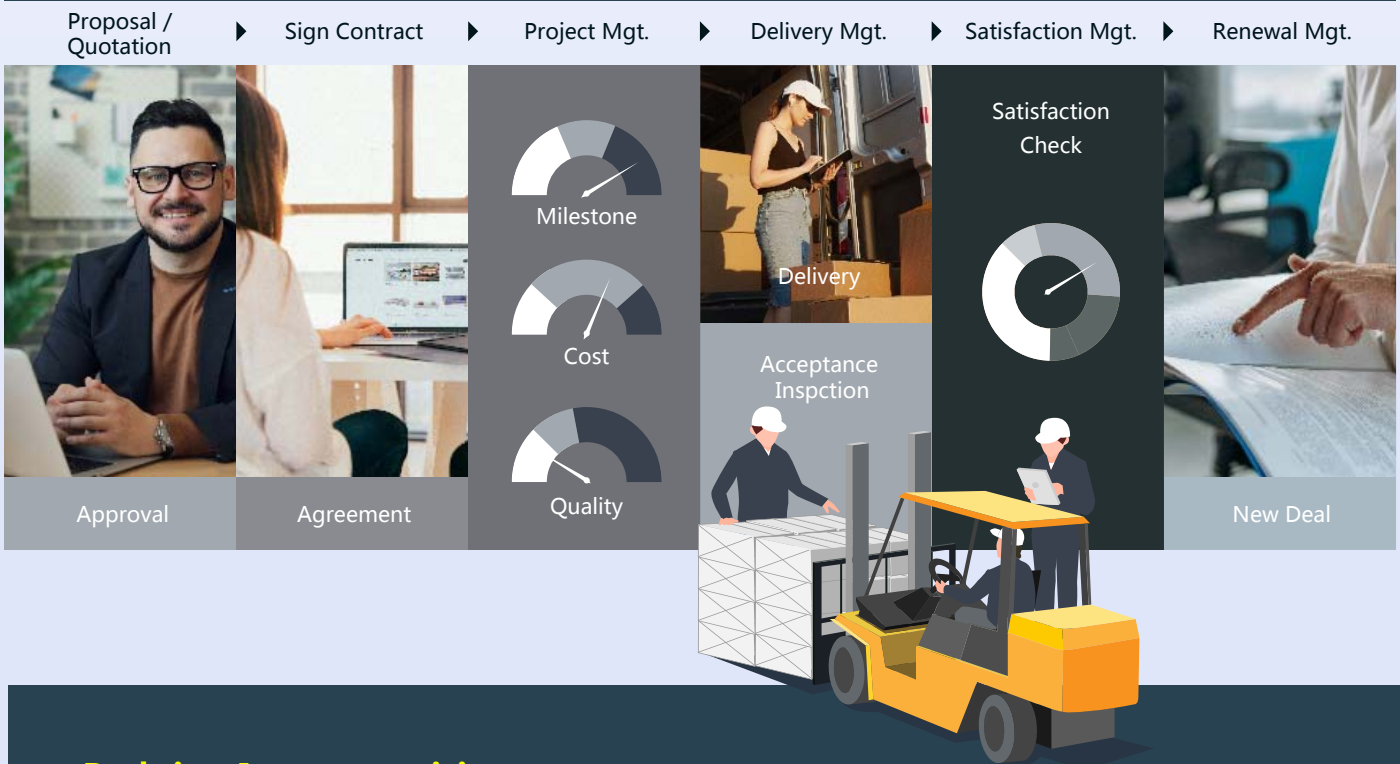 Proposal /
Quotation
Sign Contract
Project Mgt.
Delivery Mgt.
Satisfaction Mgt.
Renewal Mgt.
Approval
Agreement
Milestone
Cost
Quality
Delivery
Acceptance
Inspction
Satisfaction
Check
New Deal